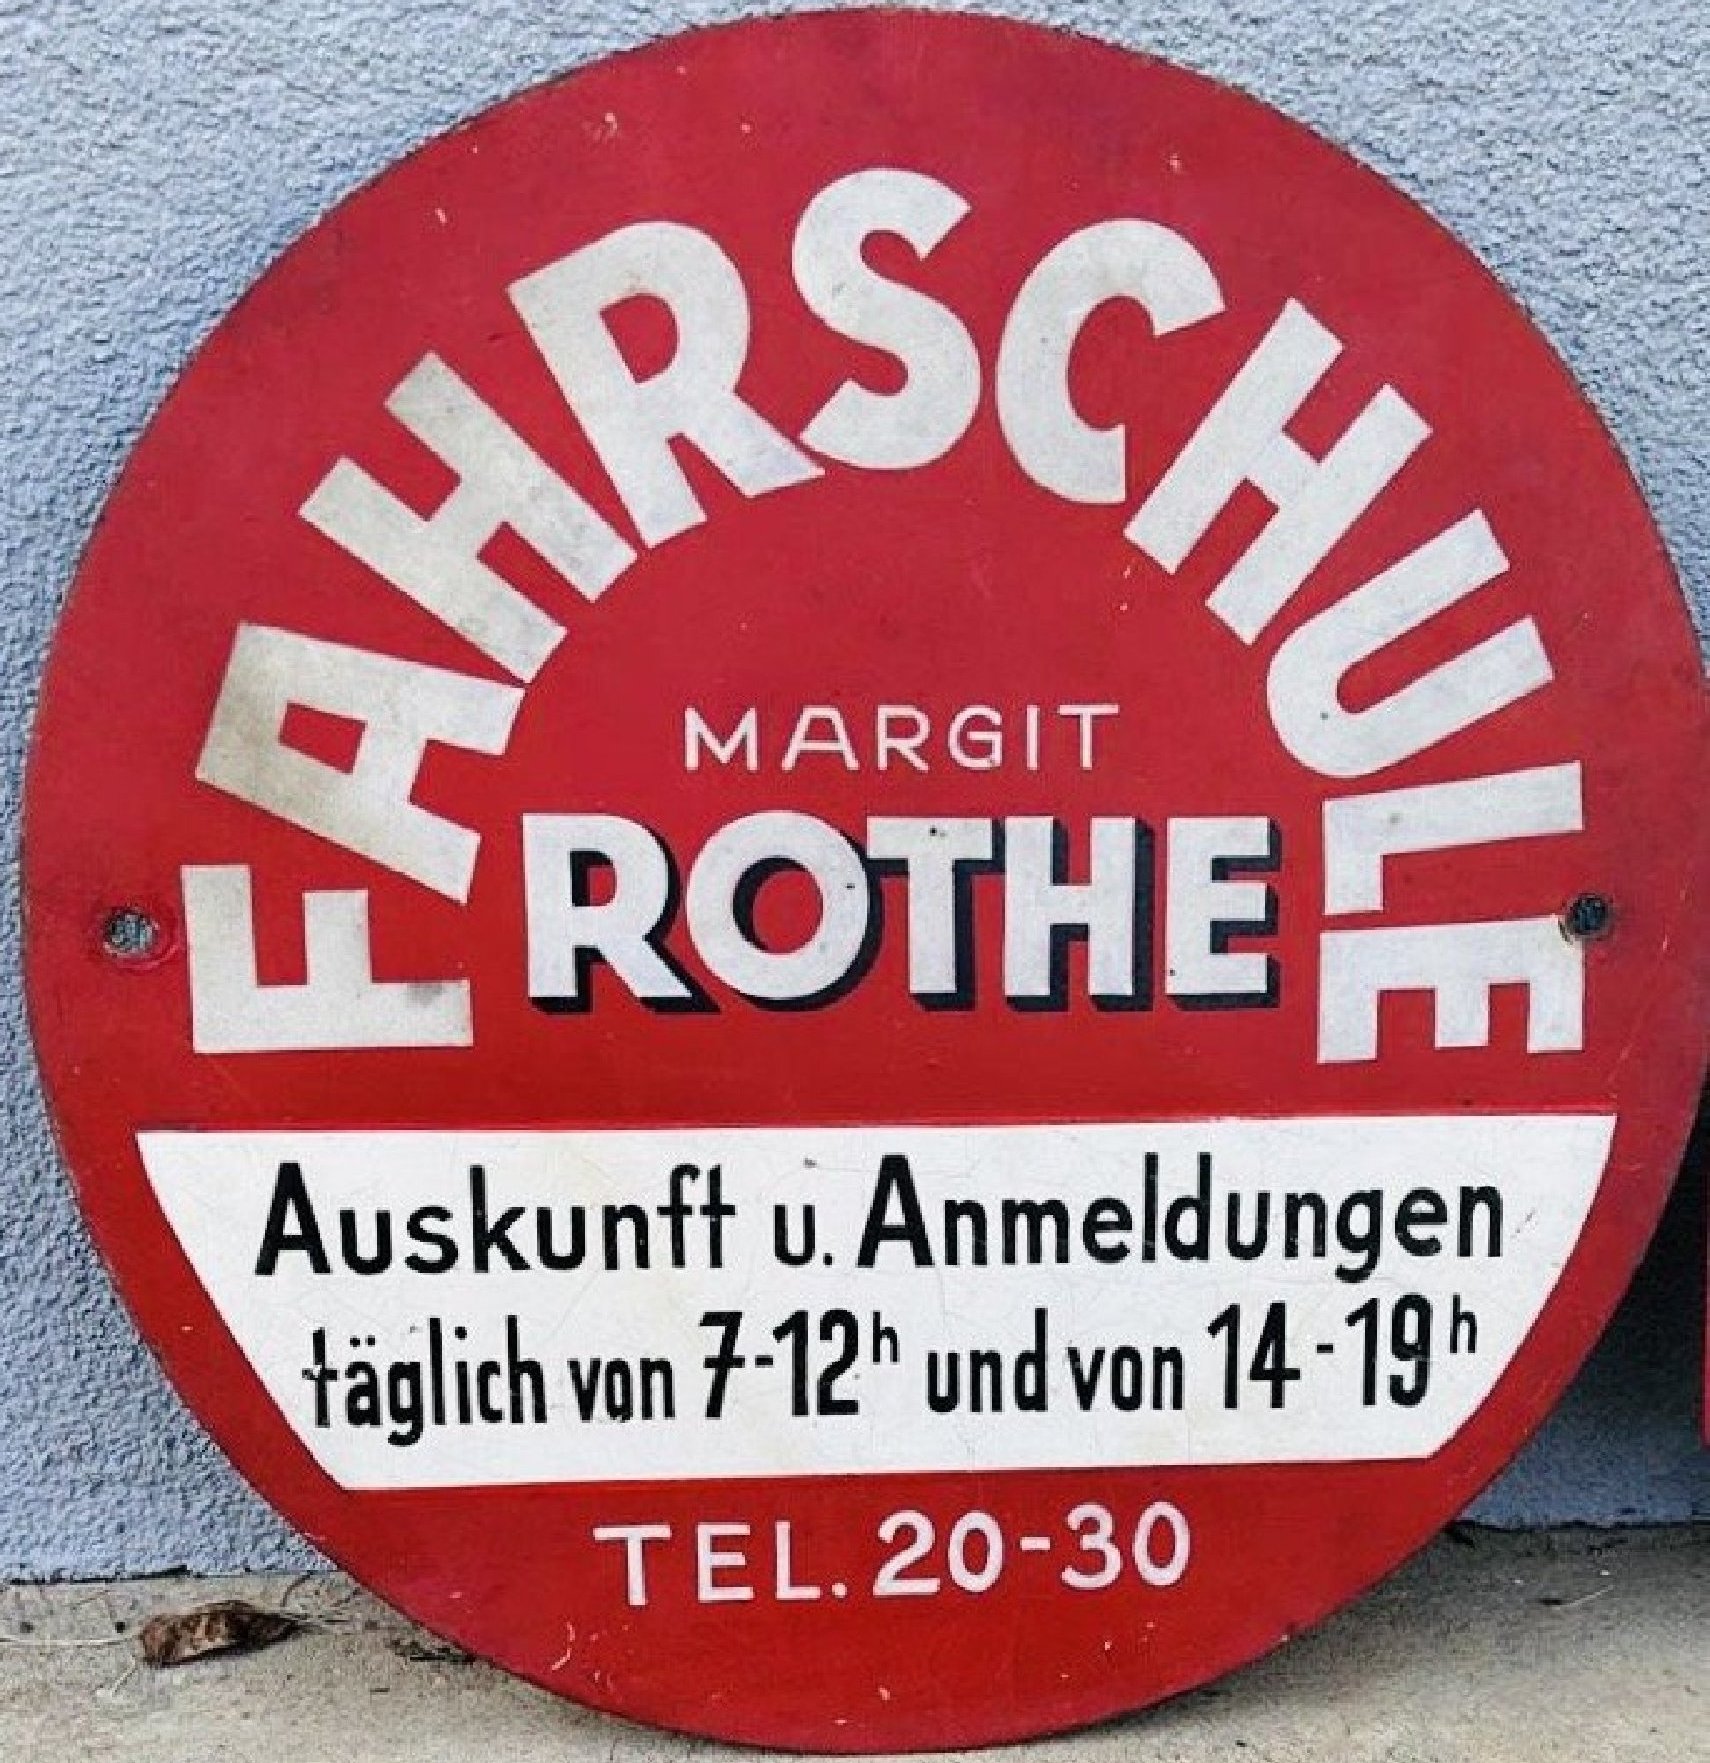 FAHRSCHULE
MARGIT
ROTHE
Auskunft u. Anmeldungen
täglich von 7-12h und von 14-19h
TEL. 20-30